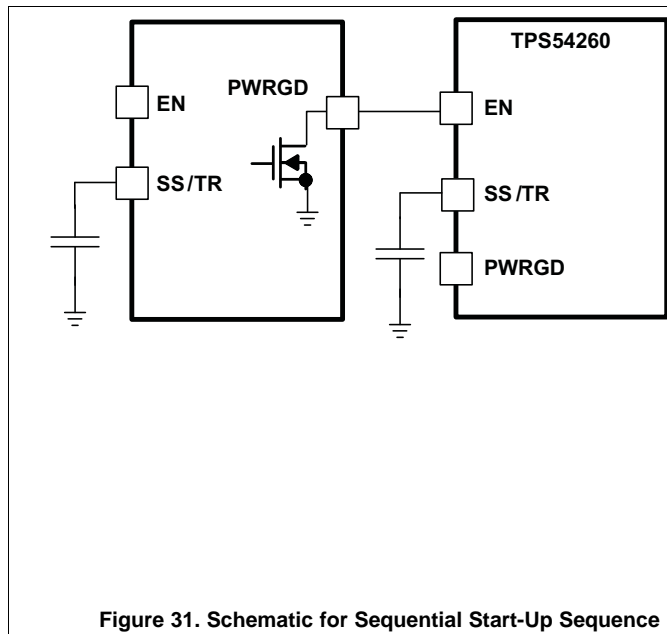 TPS54260
PWRGD
EN
EN
SS/TR
SS/TR
PWRGD
Figure 31. Schematic for Sequential Start-Up Sequence